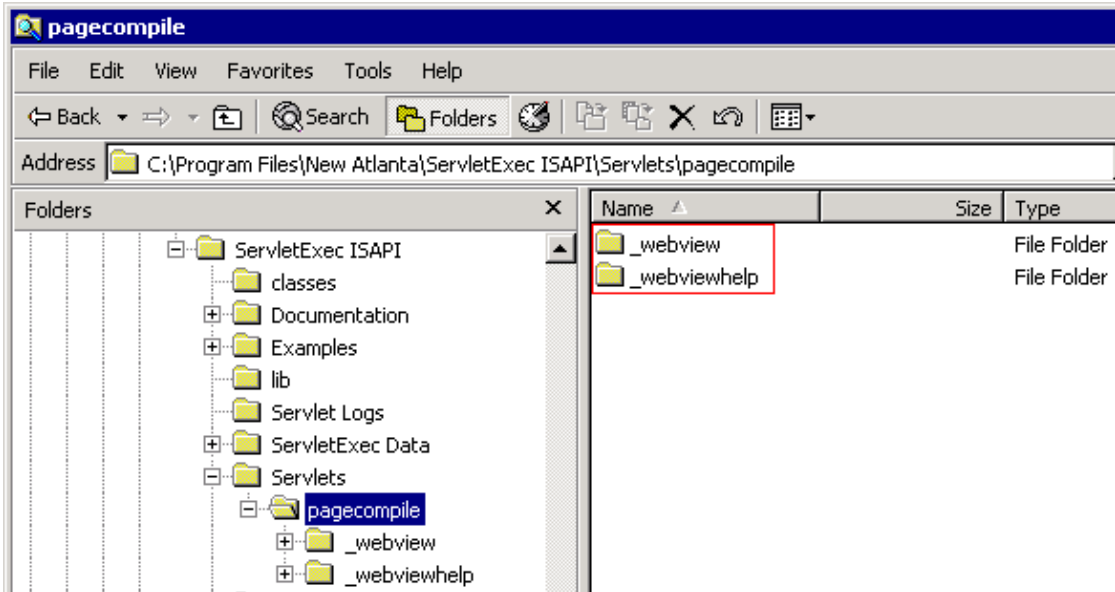 pagecompile
File Edit View Favorites Tools Help
Back Search Folders
Address C:\Program Files\New Atlanta\ServletExec ISAPI\Servlets\pagecompile
Folders
ServletExec ISAPI
classes
Documentation
Examples
lib
Servlet Logs
ServletExec Data
Servlets
pagecompile
_webview
_webviewhelp
Name Size Type
_webview File Folder
_webviewhelp File Folder